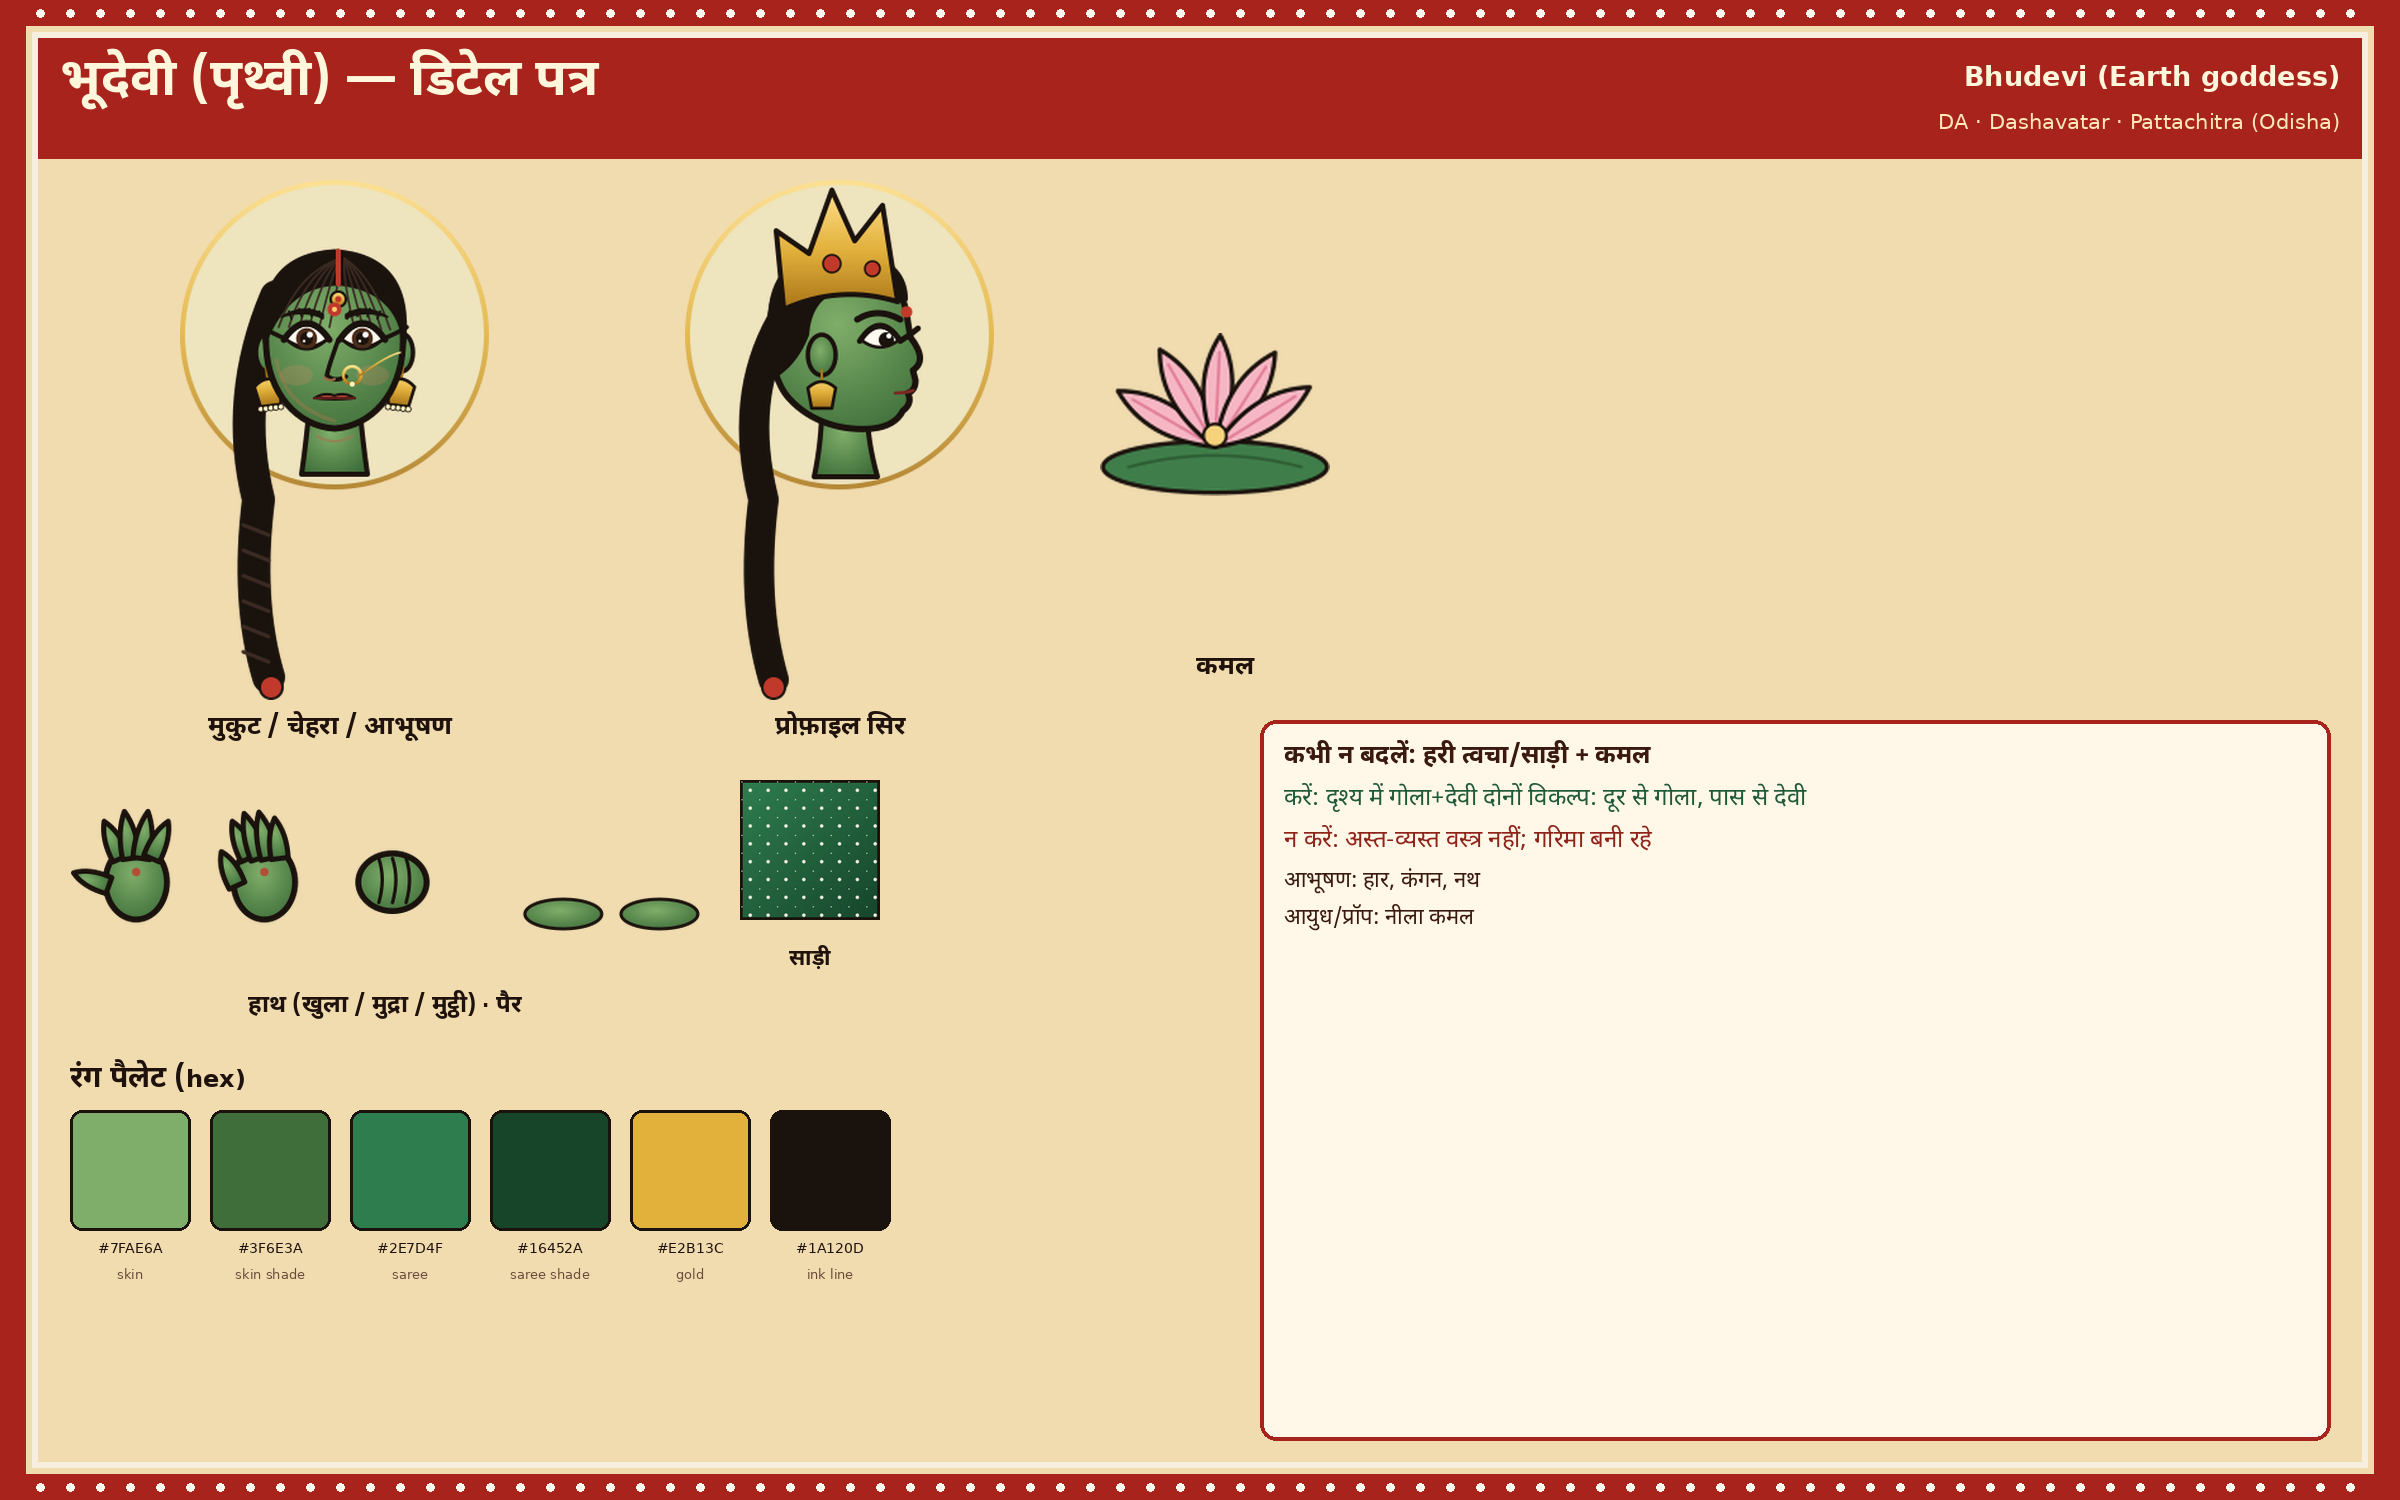 भूदेवी (पृथ्वी) — डिटेल पत्र
Bhudevi (Earth goddess)
DA · Dashavatar · Pattachitra (Odisha)
कमल
मुकुट / चेहरा / आभूषण
प्रोफ़ाइल सिर
कभी न बदलें: हरी त्वचा/साड़ी + कमल
करें: दृश्य में गोला+देवी दोनों विकल्प: दूर से गोला, पास से देवी
न करें: अस्त-व्यस्त वस्त्र नहीं; गरिमा बनी रहे
आभूषण: हार, कंगन, नथ
आयुध/प्रॉप: नीला कमल
साड़ी
हाथ (खुला / मुद्रा / मुट्ठी) · पैर
रंग पैलेट (hex)
#7FAE6A #3F6E3A #2E7D4F #16452A #E2B13C #1A120D
skin skin shade saree saree shade gold ink line